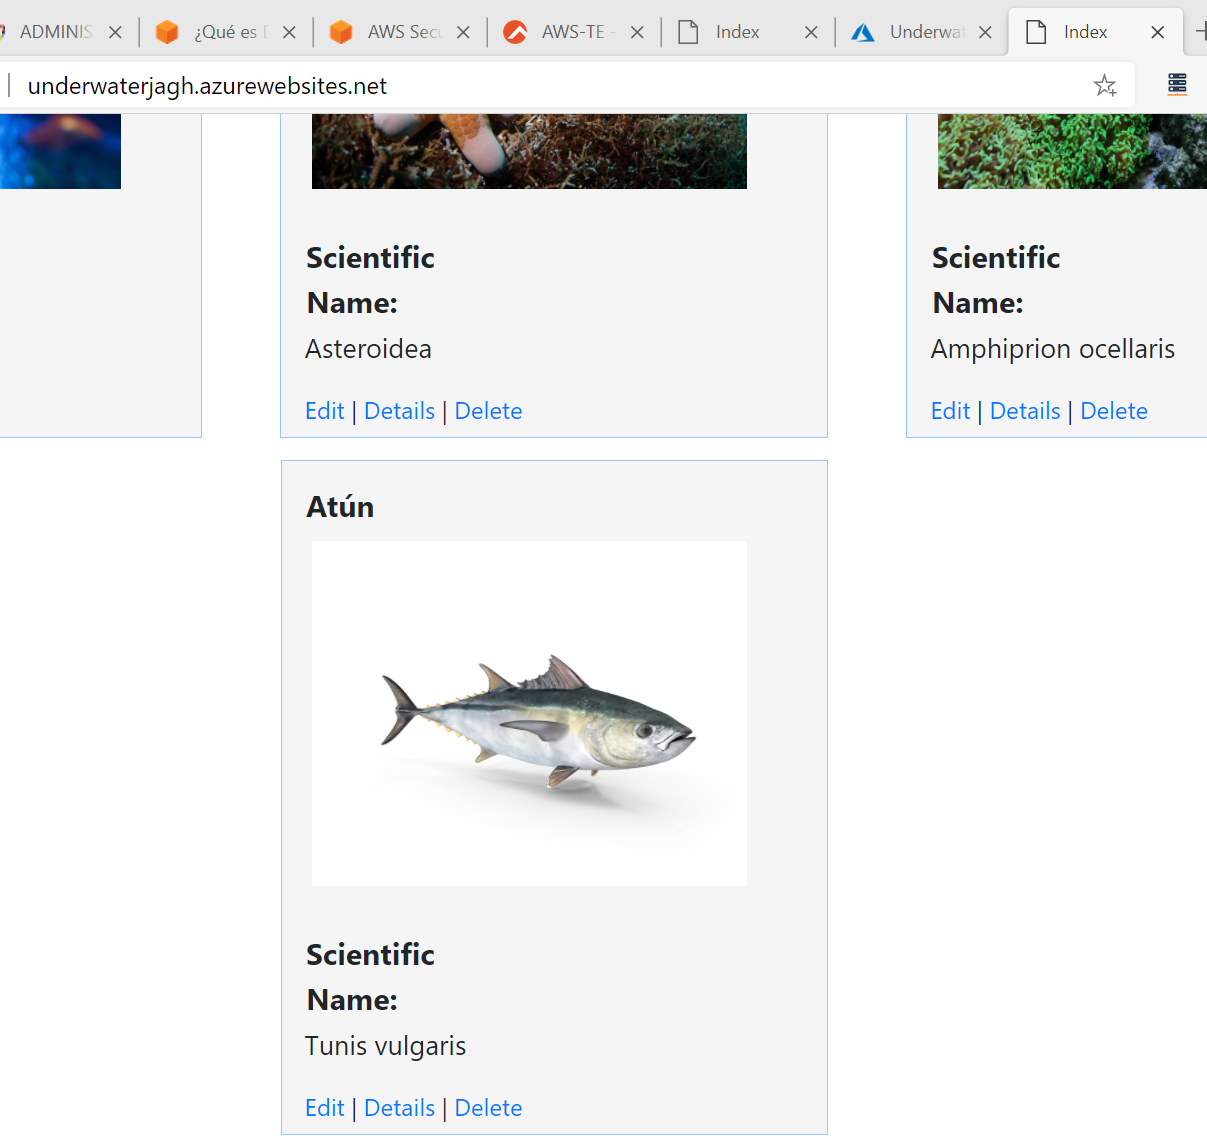 ADMINIS
¿Qué es
AWS Secu
AWS-TE -
Index
Underwat
Index
underwaterjagh.azurewebsites.net
Scientific
Name:
Asteroidea
Edit | Details | Delete
Scientific
Name:
Amphiprion ocellaris
Edit | Details | Delete
Atún
Scientific
Name:
Tunis vulgaris
Edit | Details | Delete